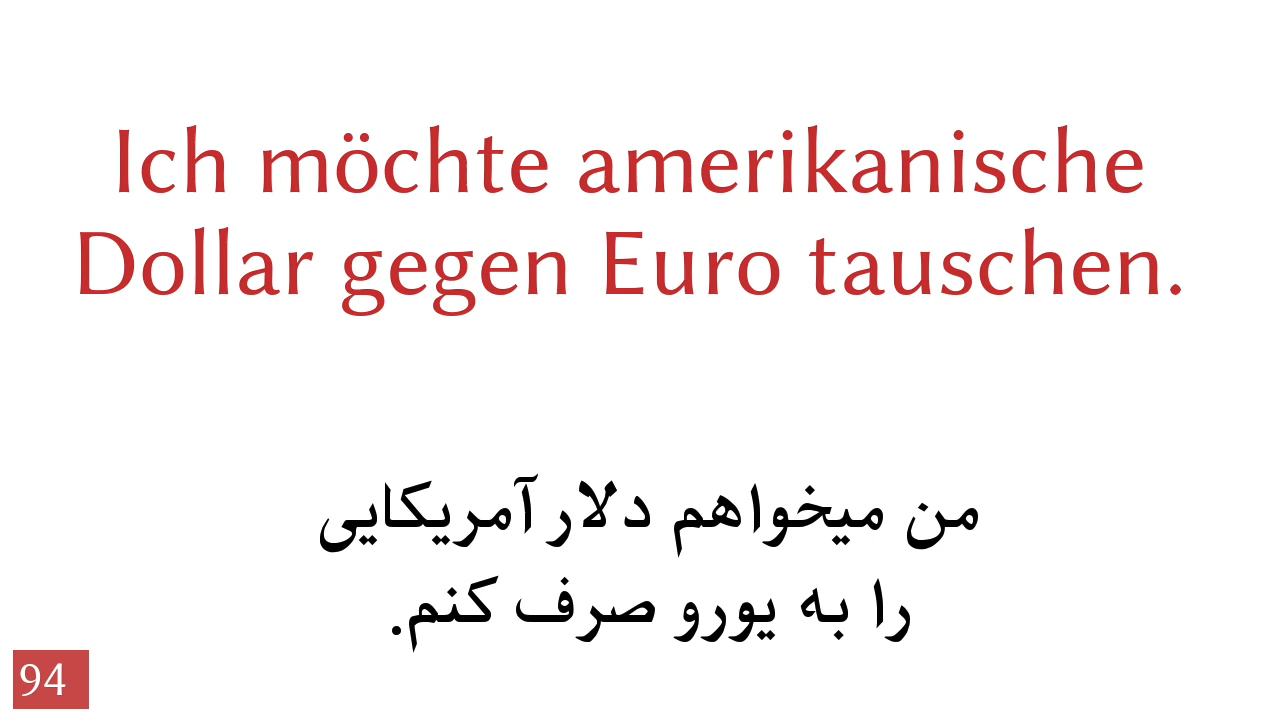 Ich möchte amerikanische
Dollar gegen Euro tauschen.
من میخواهم دلار آمریکایی
را به یورو صرف کنم.
94